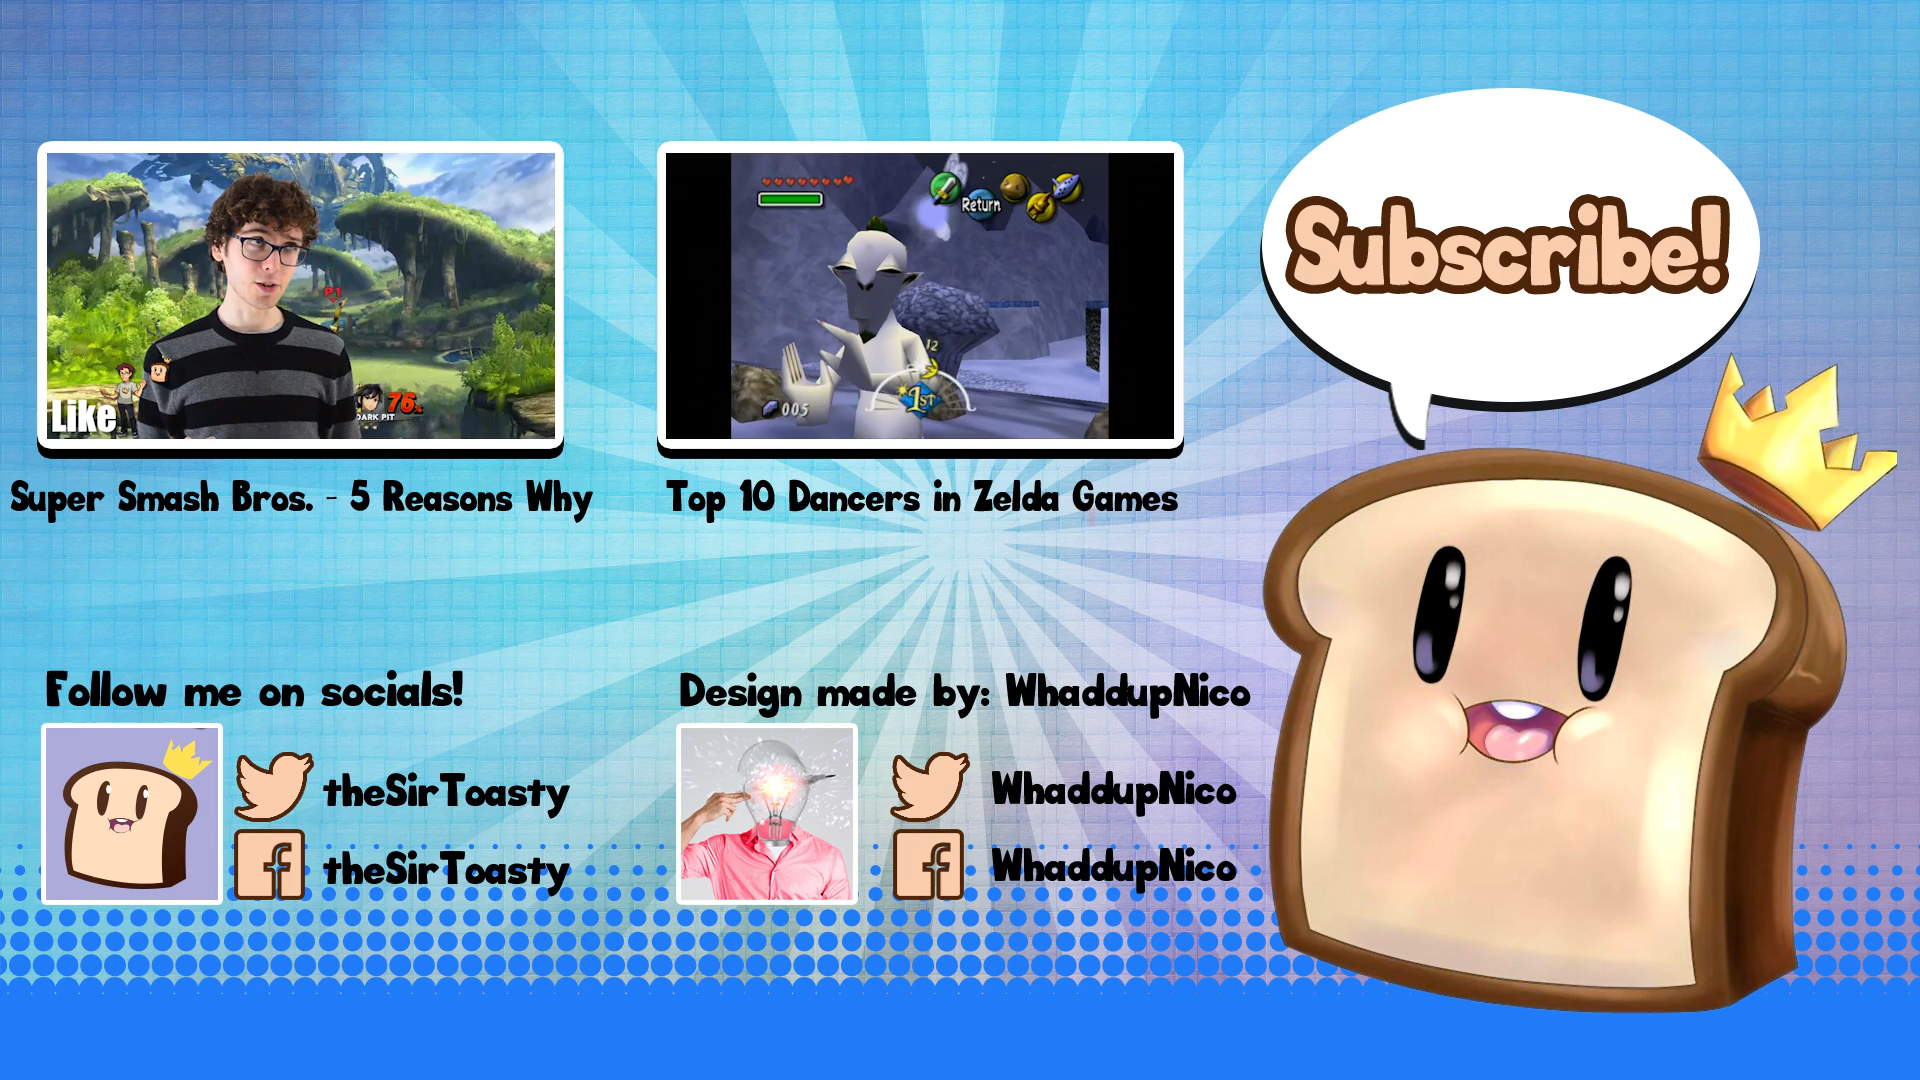 Subscribe!
P1
Like
76%
DARK PIT
Return
12
1ST
005
Super Smash Bros. - 5 Reasons Why
Top 10 Dancers in Zelda Games
Follow me on socials!
theSirToasty
theSirToasty
Design made by: WhaddupNico
WhaddupNico
WhaddupNico